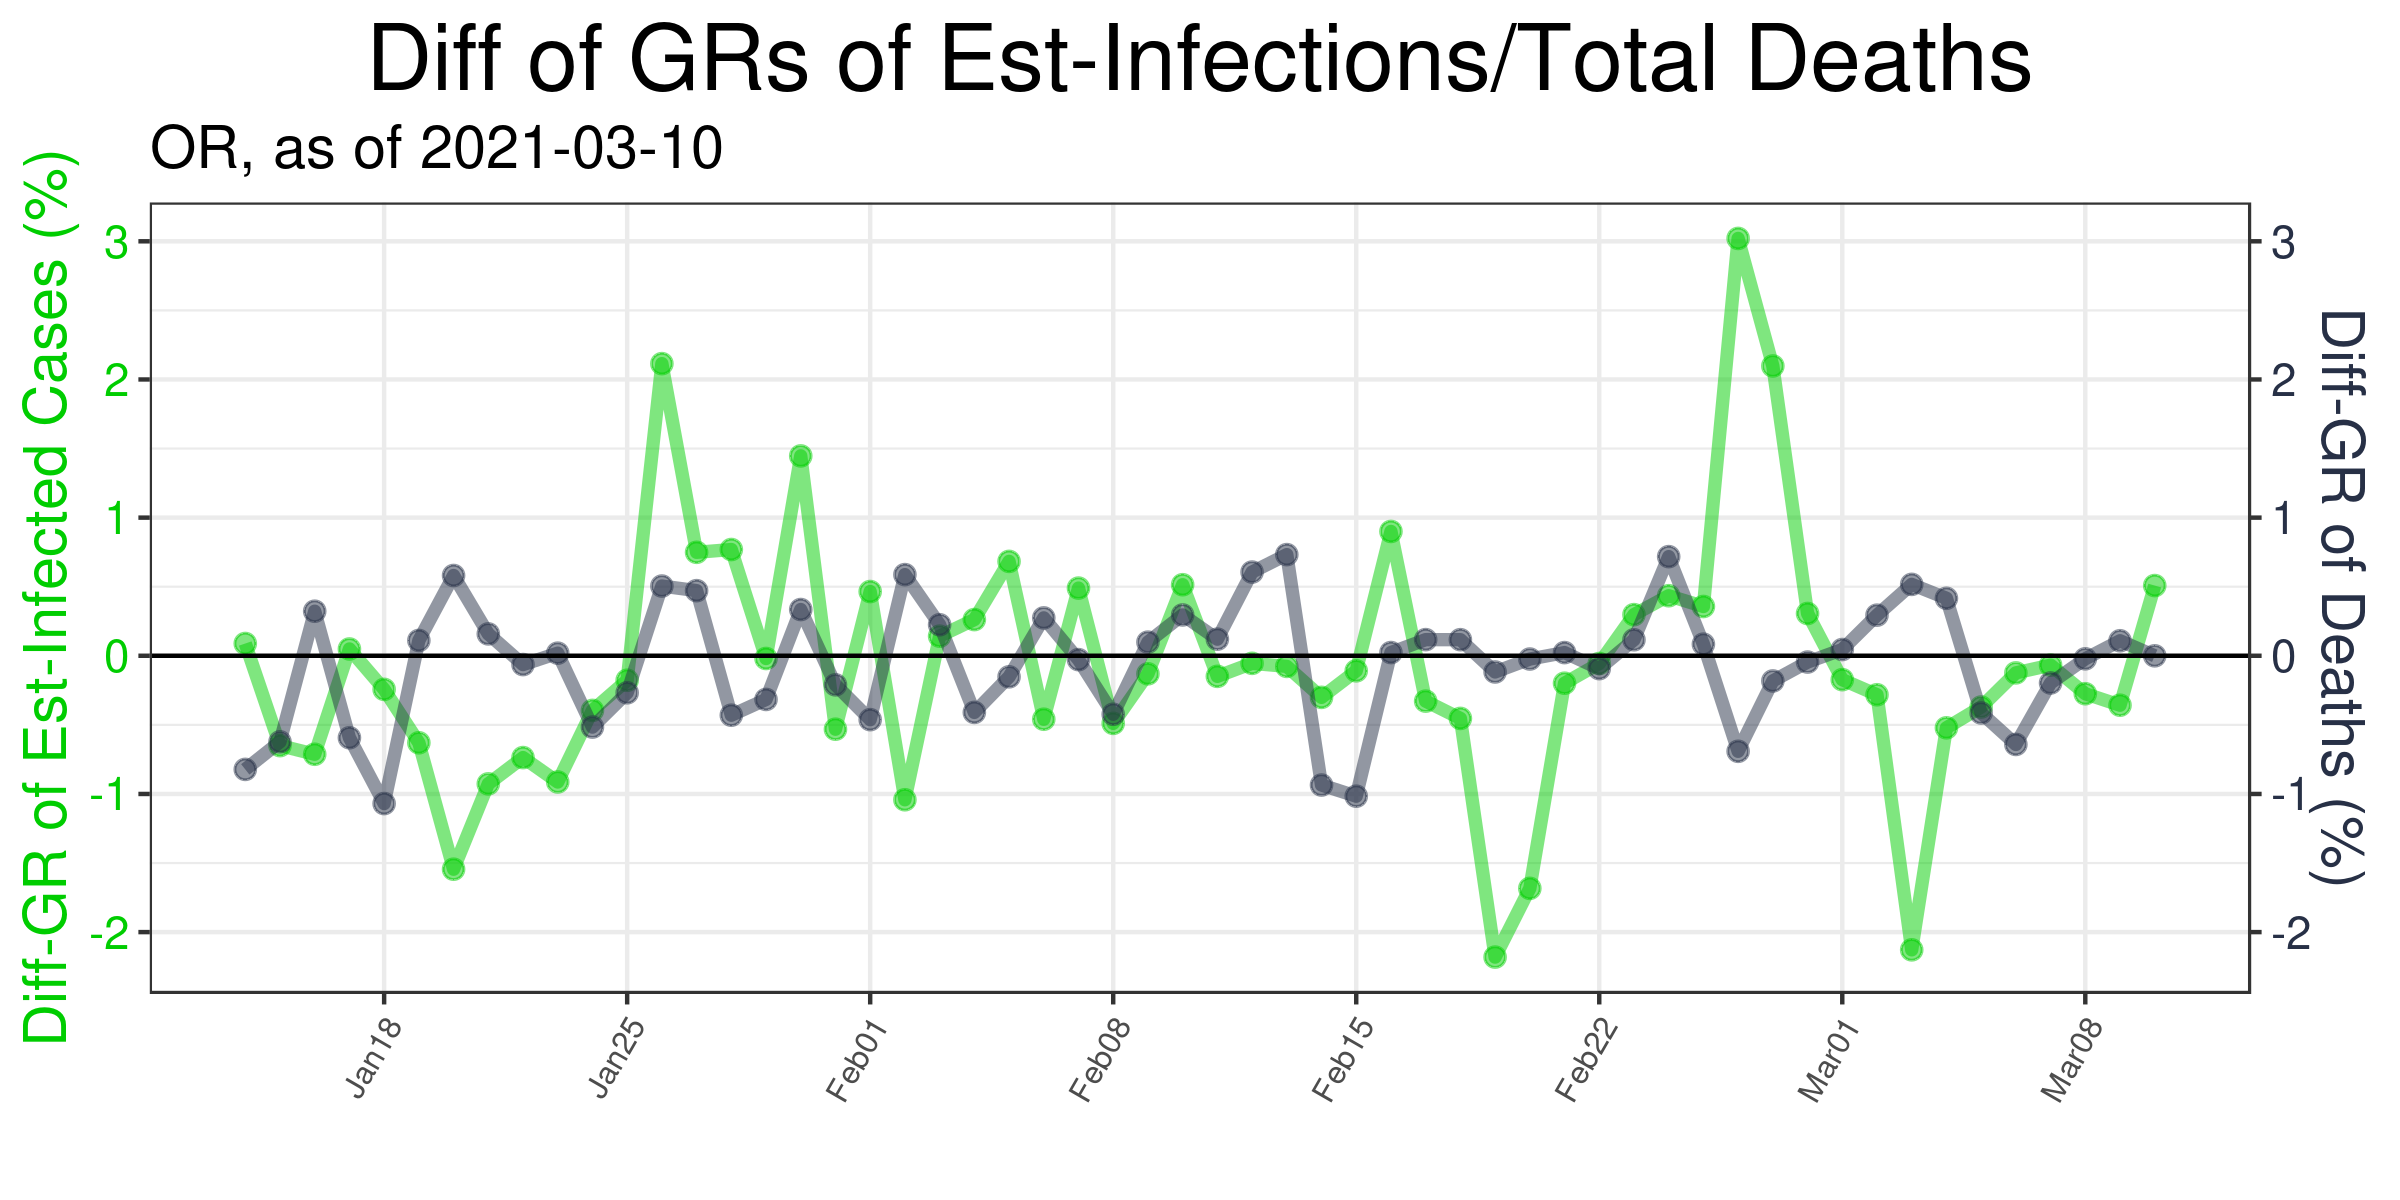 Diff of GRs of Est-Infections/Total Deaths
OR, as of 2021-03-10
Diff-GR of Est-Infected Cases (%)
3
2
1
0
-1
-2
3
2
1
0
-1
-2
Diff-GR of Deaths (%)
Jan18
Jan25
Feb01
Feb08
Feb15
Feb22
Mar01
Mar08